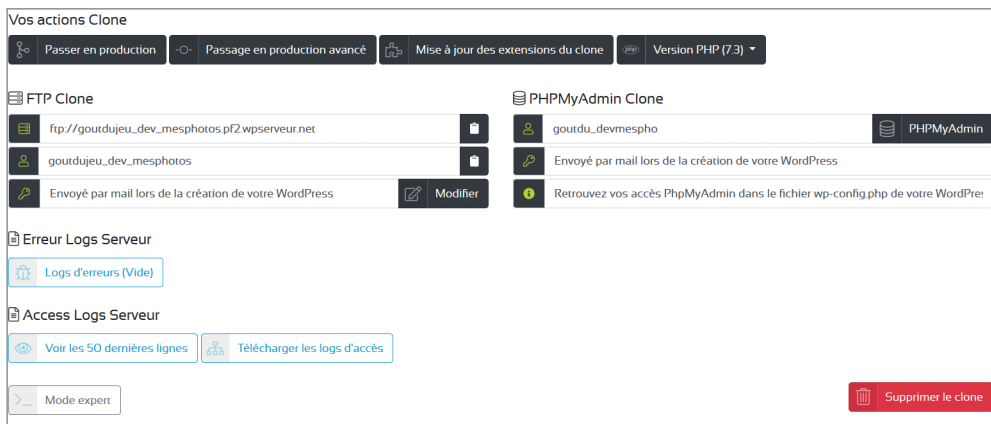 Vos actions Clone
Passer en production
Passage en production avancé
Mise à jour des extensions du clone
php Version PHP (7.3)
FTP Clone
ftp://goutdujeu_dev_mesphotos.pf2.wpserveur.net
goutdujeu_dev_mesphotos
Envoyé par mail lors de la création de votre WordPress
Modifier
PHPMyAdmin Clone
goutdu_devmespho
PHPMyAdmin
Envoyé par mail lors de la création de votre WordPress
Retrouvez vos accès PhpMyAdmin dans le fichier wp-config.php de votre WordPres
Erreur Logs Serveur
Logs d'erreurs (Vide)
Access Logs Serveur
Voir les 50 dernières lignes
Télécharger les logs d'accès
Mode expert
Supprimer le clone